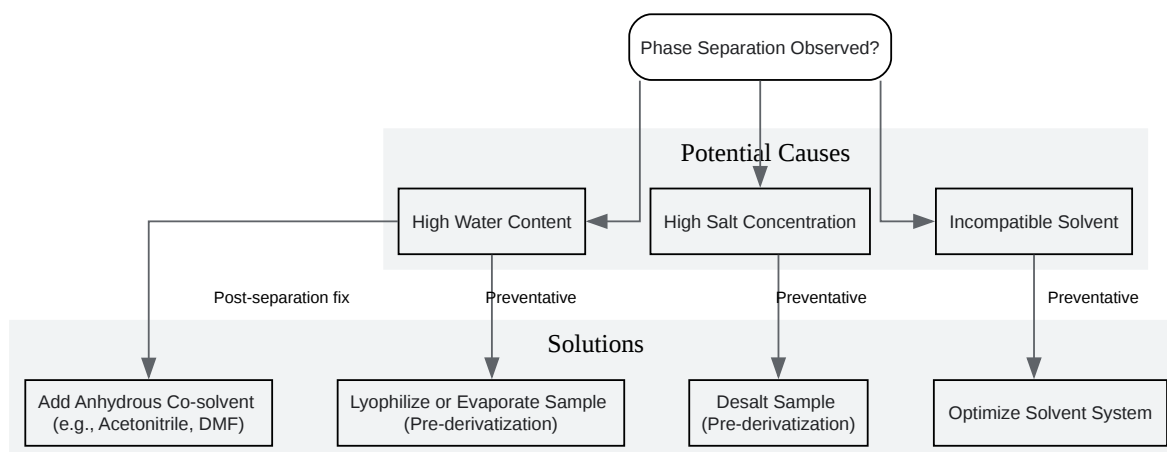 Phase Separation Observed?
Potential Causes
High Water Content
High Salt Concentration
Incompatible Solvent
Post-separation fix
Preventative
Preventative
Preventative
Solutions
Add Anhydrous Co-solvent
(e.g., Acetonitrile, DMF)
Lyophilize or Evaporate Sample
(Pre-derivatization)
Desalt Sample
(Pre-derivatization)
Optimize Solvent System